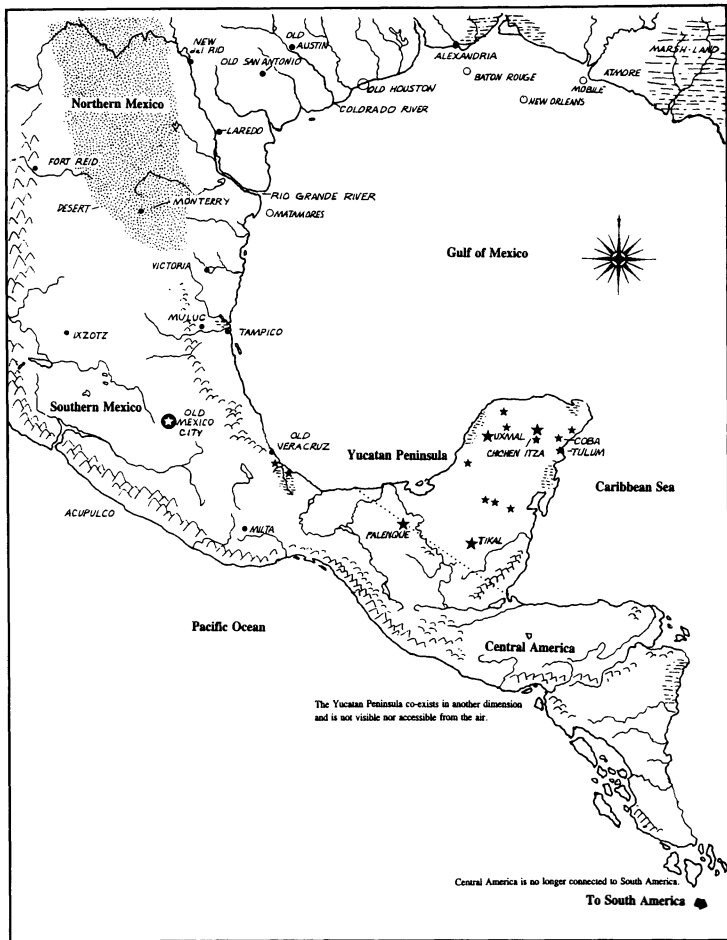 NEW
del RIO
OLD
AUSTIN
OLD SAN ANTONIO
ALEXANDRIA
BATON ROUGE
MARSH-LAND
ATMORE
MOBILE
NEW ORLEANS
OLD HOUSTON
COLORADO RIVER
Northern Mexico
LAREDO
FORT REID
DESERT
MONTERRY
RIO GRANDE RIVER
MATAMORES
Gulf of Mexico
VICTORIA
MULUC
TAMPICO
IXZOTZ
Southern Mexico
OLD
MEXICO
CITY
OLD
VERACRUZ
Yucatan Peninsula
UXMAL
CHICHEN ITZA
COBA
TULUM
Caribbean Sea
ACUPULCO
MILTA
PALENQUE
TIKAL
Pacific Ocean
Central America
The Yucatan Peninsula co-exists in another dimension
and is not visible nor accessible from the air.
Central America is no longer connected to South America.
To South America